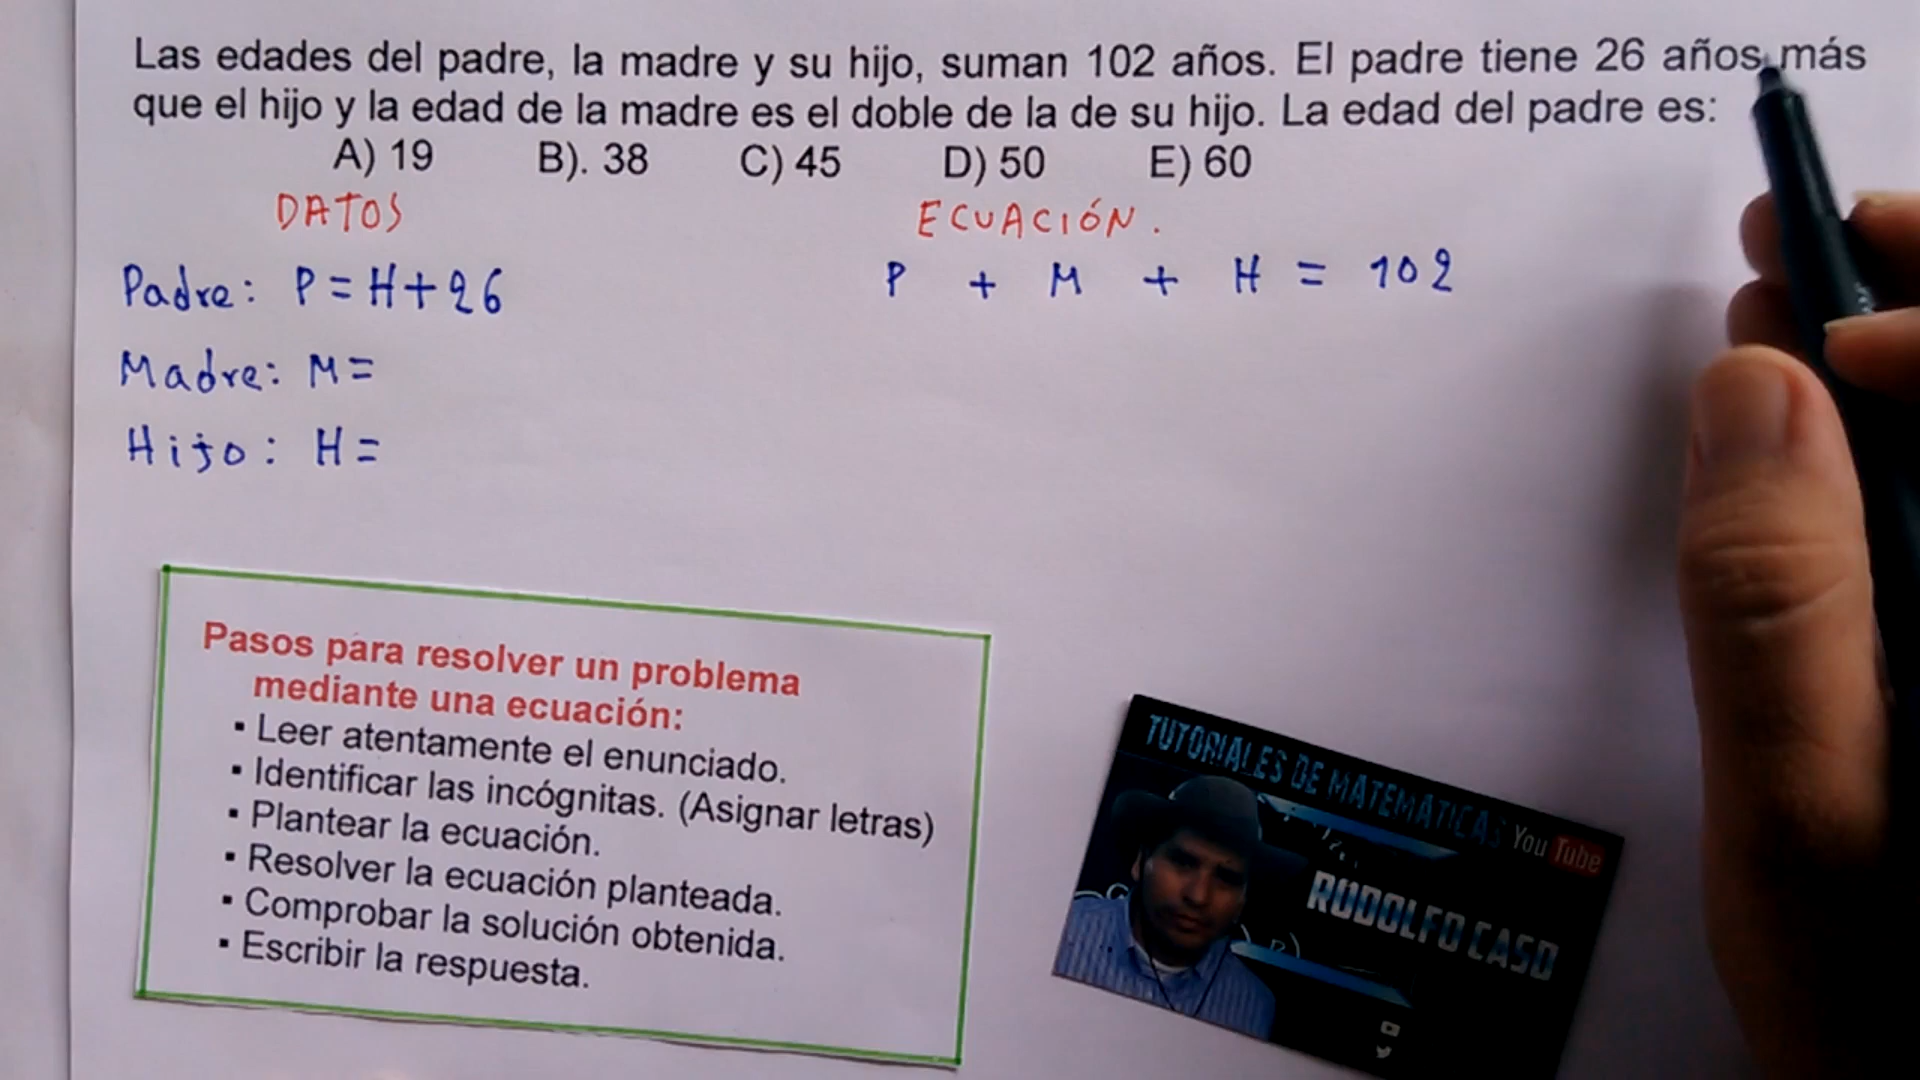 Las edades del padre, la madre y su hijo, suman 102 años. El padre tiene 26 años más
que el hijo y la edad de la madre es el doble de la de su hijo. La edad del padre es:
A) 19 B). 38 C) 45 D) 50 E) 60
DATOS ECUACIÓN.
Padre: P = H + 26 P + M + H = 102
Madre: M =
Hijo: H =
Pasos para resolver un problema
mediante una ecuación:
▪ Leer atentamente el enunciado.
▪ Identificar las incógnitas. (Asignar letras)
▪ Plantear la ecuación.
▪ Resolver la ecuación planteada.
▪ Comprobar la solución obtenida.
▪ Escribir la respuesta.
TUTORIALES DE MATEMATICAS YouTube
RODOLFO CASO